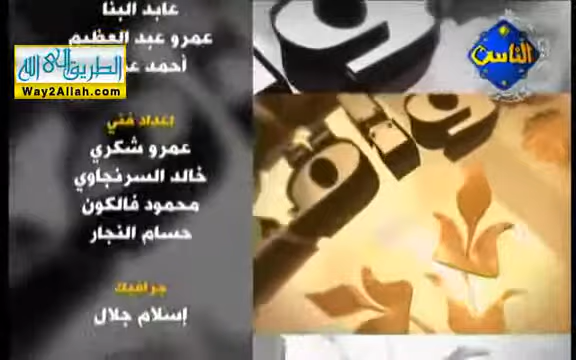 عابد البنا
عمرو عبد العظيم
أحمد
الطريق إلى الله
Way2Allah.com
الناس
إعداد فني
عمرو شكري
خالد السرنجاوي
محمود فالكون
حسام النجار
جرافيك
إسلام جلال